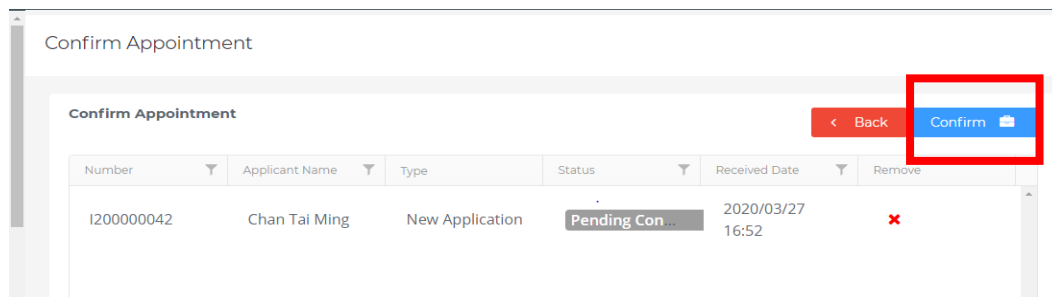 Confirm Appointment
Confirm Appointment
< Back Confirm
Number Applicant Name Type Status Received Date Remove
I200000042 Chan Tai Ming New Application Pending Con... 2020/03/27
16:52